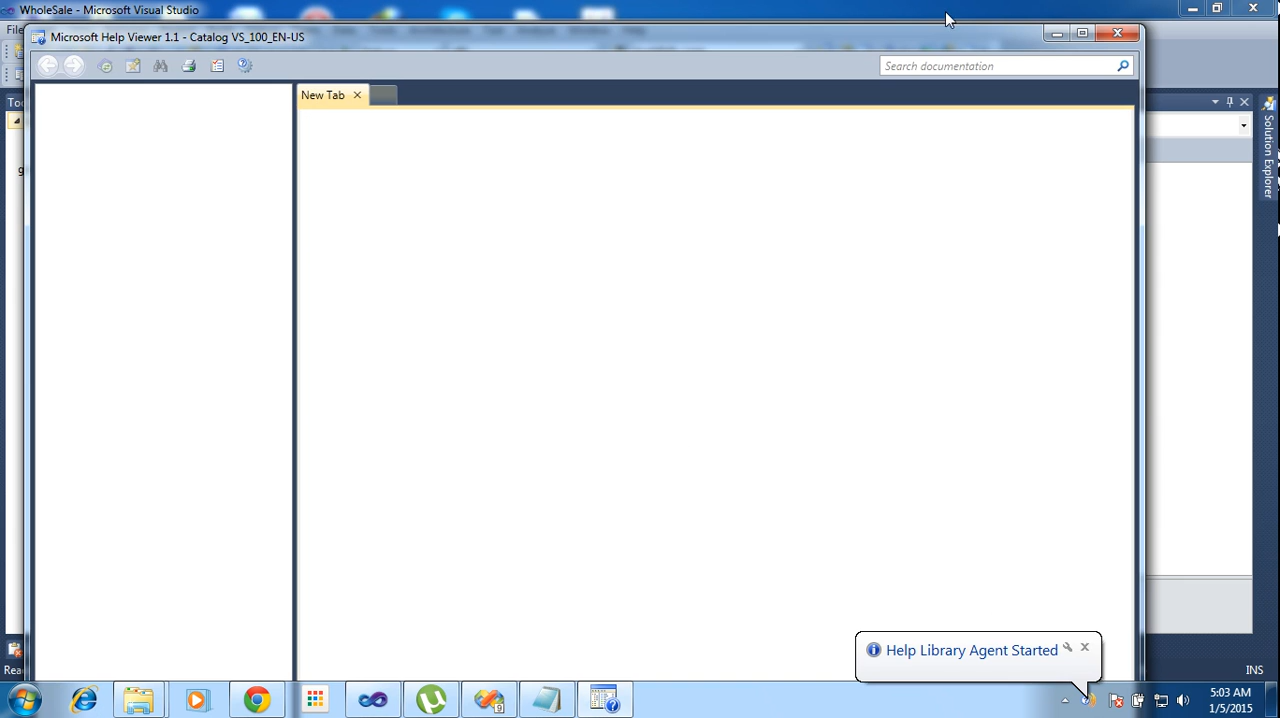 WholeSale - Microsoft Visual Studio
File
Microsoft Help Viewer 1.1 - Catalog VS_100_EN-US
Search documentation
New Tab
Solution Explorer
Help Library Agent Started
INS
5:03 AM
1/5/2015